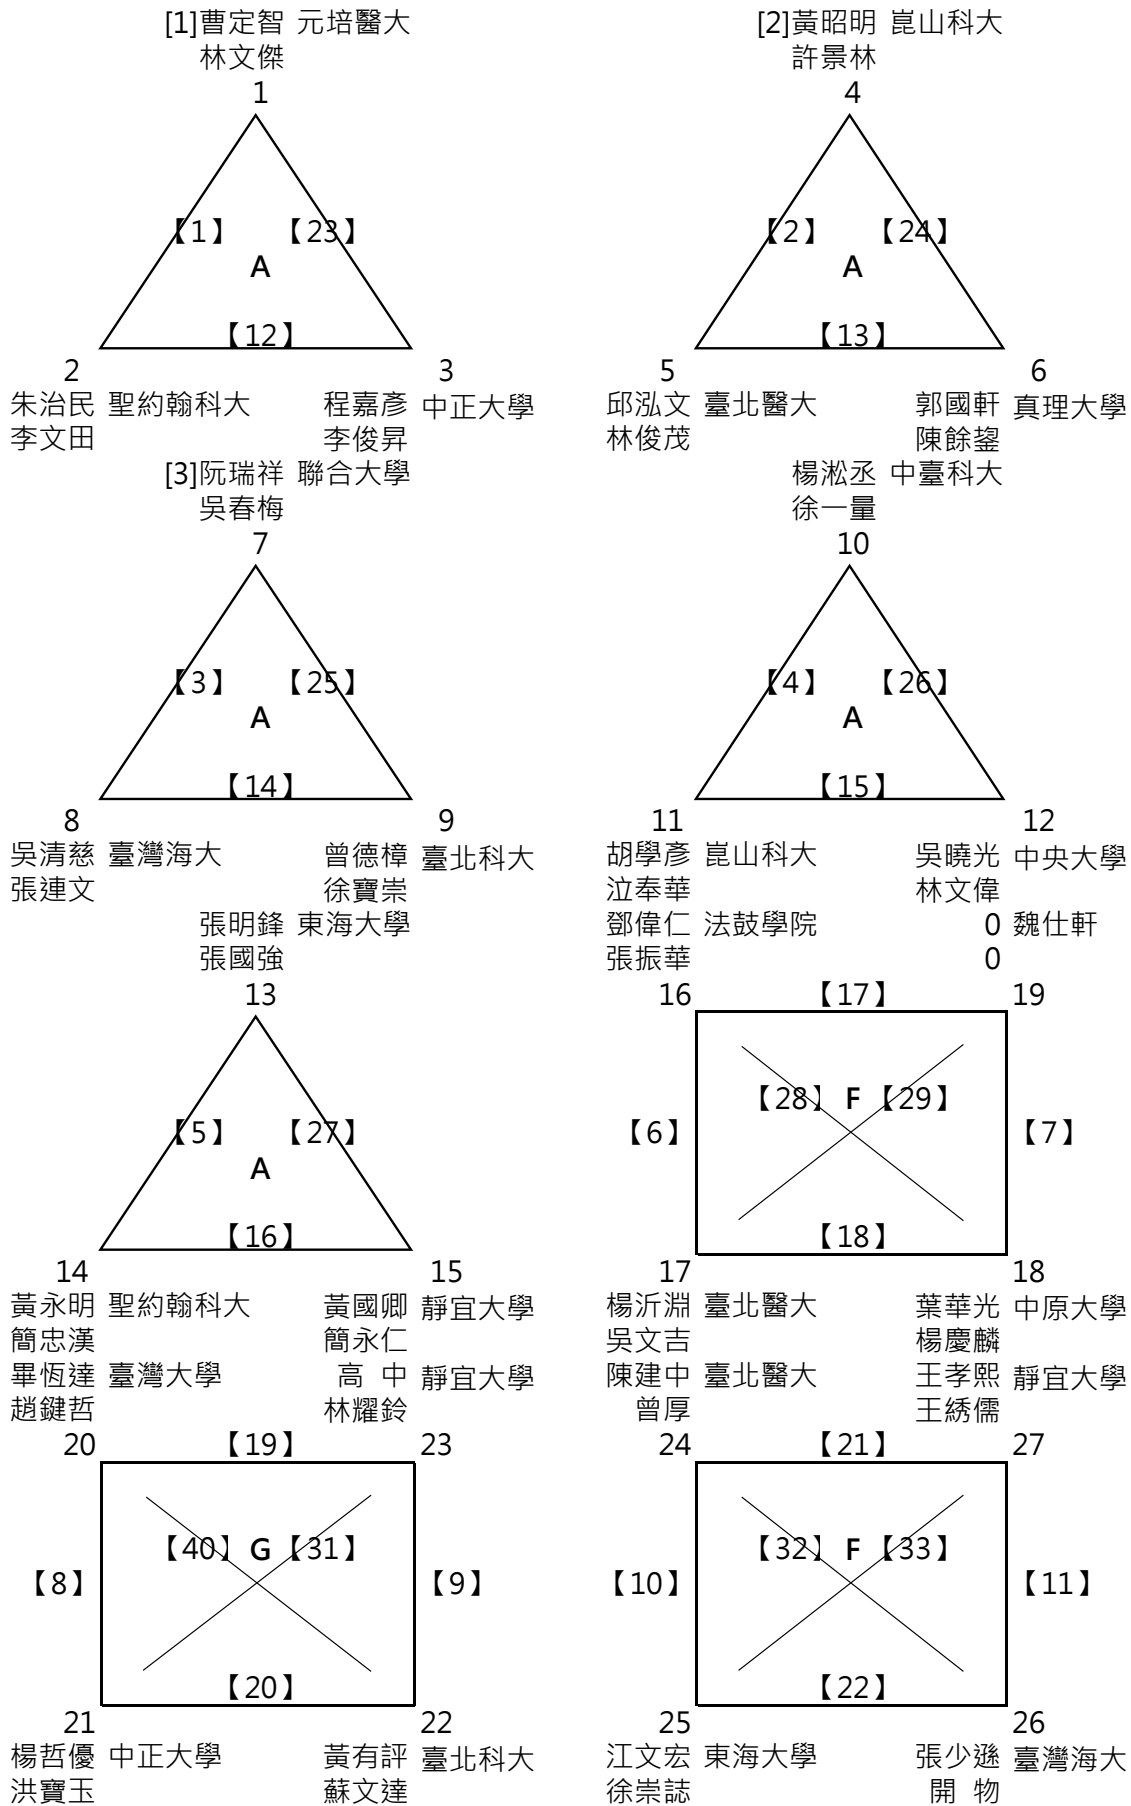 [1]曹定智 元培醫大 [2]黃昭明 崑山科大
林文傑 許景林
1 4
【1】 【23】 【2】 【24】
A A
【12】 【13】
2 3 5 6
朱治民 聖約翰科大 程嘉彥 中正大學 邱泓文 臺北醫大 郭國軒 真理大學
李文田 李俊昇 林俊茂 陳餘鋆
[3]阮瑞祥 聯合大學 楊淞丞 中臺科大
吳春梅 徐一量
7 10
【3】 【25】 【4】 【26】
A A
【14】 【15】
8 9 11 12
吳清慈 臺灣海大 曾德樟 臺北科大 胡學彥 崑山科大 吳曉光 中央大學
張連文 徐寶崇 泣奉華 林文偉
張明鋒 東海大學 鄧偉仁 法鼓學院 0 魏仕軒
張國強 張振華 0
13 16 【17】 19
【28】 F 【29】
【5】 【27】 【6】 【7】
A
【16】 【18】
14 15 17 18
黃永明 聖約翰科大 黃國卿 靜宜大學 楊沂淵 臺北醫大 葉華光 中原大學
簡忠漢 簡永仁 吳文吉 楊慶麟
畢恆達 臺灣大學 高 中 靜宜大學 陳建中 臺北醫大 王孝熙 靜宜大學
趙鍵哲 林耀鈴 曾厚 王綉儒
20 【19】 23 24 【21】 27
【40】 G 【31】 【32】 F 【33】
【8】 【9】 【10】 【11】
【20】 【22】
21 22 25 26
楊哲優 中正大學 黃有評 臺北科大 江文宏 東海大學 張少遜 臺灣海大
洪寶玉 蘇文達 徐崇誌 開 物